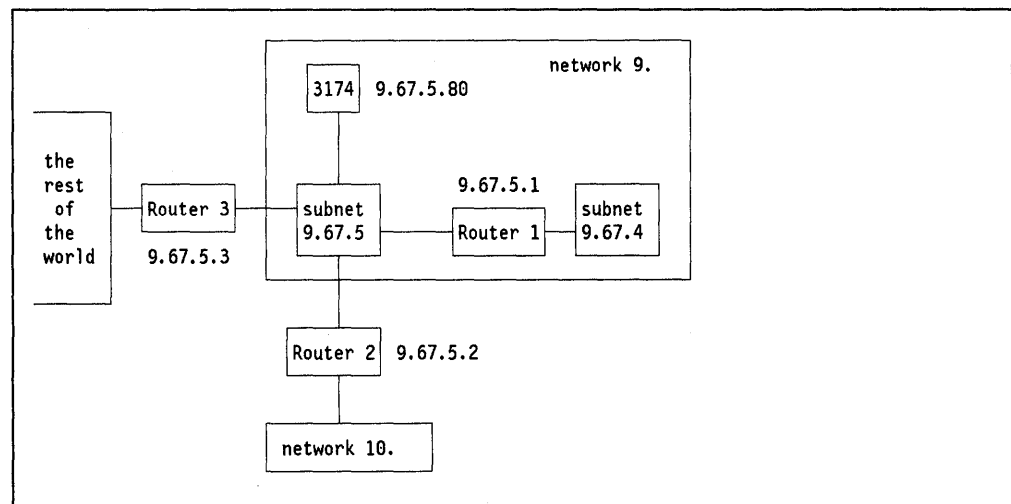 network 9.
3174
9.67.5.80
the
rest
of
the
world
Router 3
9.67.5.3
subnet
9.67.5
9.67.5.1
Router 1
subnet
9.67.4
Router 2
9.67.5.2
network 10.